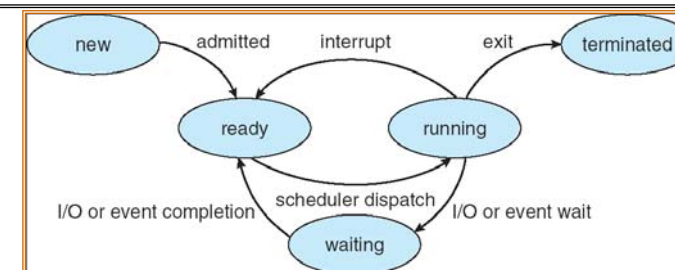 new
admitted
interrupt
exit
terminated
ready
running
scheduler dispatch
I/O or event completion
I/O or event wait
waiting